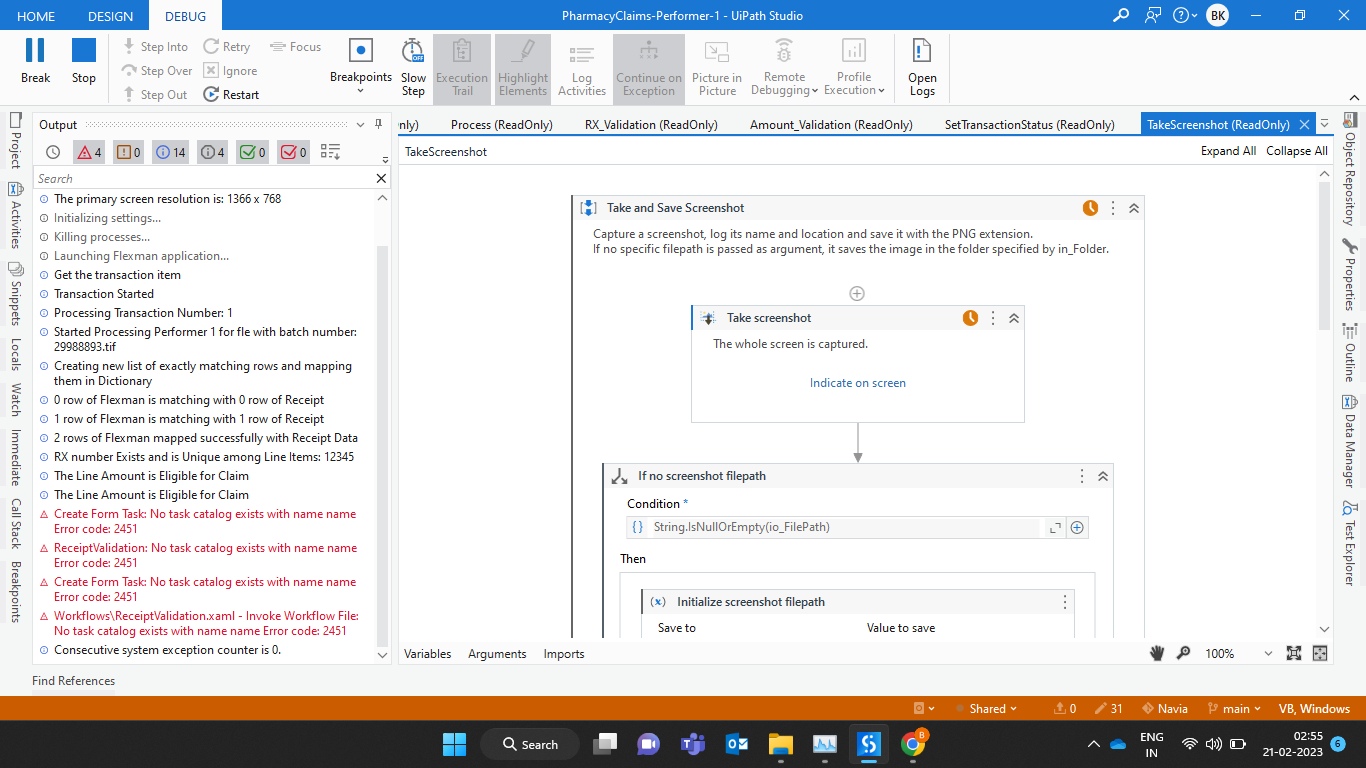 HOME DESIGN DEBUG PharmacyClaims-Performer-1 - UiPath Studio BK
Break
Stop
Step Into Retry Focus
Step Over Ignore
Step Out Restart
Breakpoints
Slow
Step
Execution
Trail
Highlight
Elements
Log
Activities
Continue on
Exception
Picture in
Picture
Remote
Debugging
Profile
Execution
Open
Logs
Project
Activities
Snippets
Locals
Watch
Immediate
Call Stack
Breakpoints
Output
4 0 14 4 0 0
Search
The primary screen resolution is: 1366 x 768
Initializing settings...
Killing processes...
Launching Flexman application...
Get the transaction item
Transaction Started
Processing Transaction Number: 1
Started Processing Performer 1 for fle with batch number:
29988893.tif
Creating new list of exactly matching rows and mapping
them in Dictionary
0 row of Flexman is matching with 0 row of Receipt
1 row of Flexman is matching with 1 row of Receipt
2 rows of Flexman mapped successfully with Receipt Data
RX number Exists and is Unique among Line Items: 12345
The Line Amount is Eligible for Claim
The Line Amount is Eligible for Claim
Create Form Task: No task catalog exists with name name
Error code: 2451
ReceiptValidation: No task catalog exists with name name
Error code: 2451
Create Form Task: No task catalog exists with name name
Error code: 2451
Workflows\ReceiptValidation.xaml - Invoke Workflow File:
No task catalog exists with name name Error code: 2451
Consecutive system exception counter is 0.
Find References
nly) Process (ReadOnly) RX_Validation (ReadOnly) Amount_Validation (ReadOnly) SetTransactionStatus (ReadOnly) TakeScreenshot (ReadOnly)
TakeScreenshot Expand All Collapse All
Take and Save Screenshot
Capture a screenshot, log its name and location and save it with the PNG extension.
If no specific filepath is passed as argument, it saves the image in the folder specified by in_Folder.
Take screenshot
The whole screen is captured.
Indicate on screen
If no screenshot filepath
Condition *
String.IsNullOrEmpty(io_FilePath)
Then
(x) Initialize screenshot filepath
Save to Value to save
Variables Arguments Imports 100%
Object Repository
Properties
Outline
Data Manager
Test Explorer
Shared 0 31 Navia main VB, Windows
Search
OFF
B
ENG
IN
02:55
21-02-2023
6